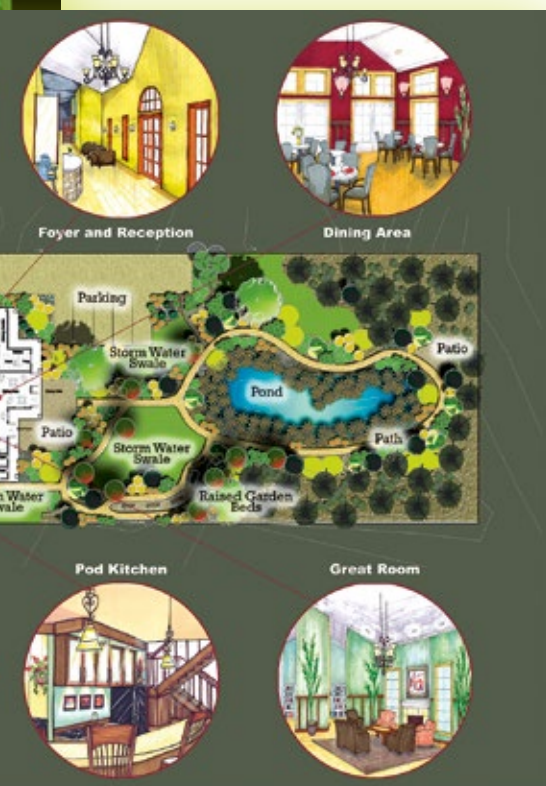 Foyer and Reception
Dining Area
Parking
Storm Water
Swale
Patio
Pond
Patio
Path
Storm Water
Swale
Water
Raised Garden
Beds
Pod Kitchen
Great Room